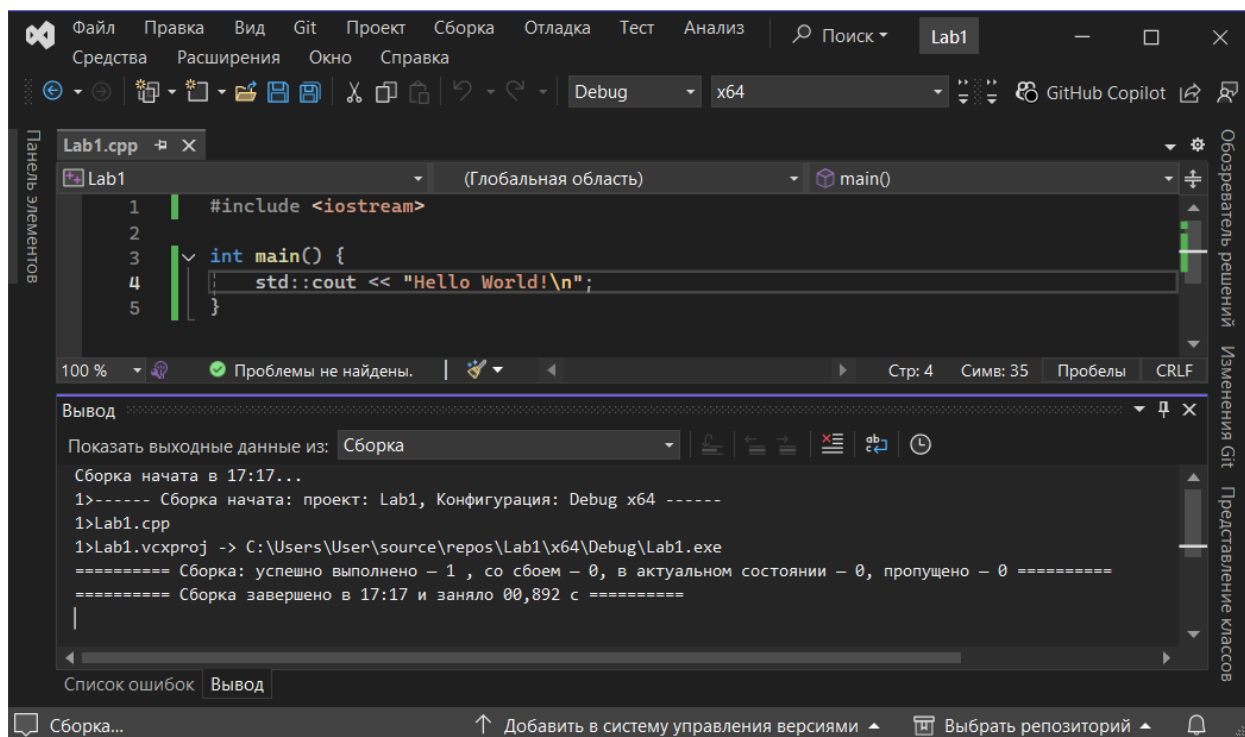 Файл Правка Вид Git Проект Сборка Отладка Тест Анализ Поиск Lab1
Средства Расширения Окно Справка
Debug x64 GitHub Copilot
Панель элементов
Lab1.cpp
Lab1 (Глобальная область) main()
1 #include <iostream>
2
3 int main() {
4 std::cout << "Hello World!\n";
5 }
100 % Проблемы не найдены. Стр: 4 Симв: 35 Пробелы CRLF
Вывод
Показать выходные данные из: Сборка
Сборка начата в 17:17...
1>------ Сборка начата: проект: Lab1, Конфигурация: Debug x64 ------
1>Lab1.cpp
1>Lab1.vcxproj -> C:\Users\User\source\repos\Lab1\x64\Debug\Lab1.exe
========== Сборка: успешно выполнено — 1 , со сбоем — 0, в актуальном состоянии — 0, пропущено — 0 ==========
========== Сборка завершено в 17:17 и заняло 00,892 с ==========
Список ошибок Вывод
Обозреватель решений
Изменения Git
Представление классов
Сборка... Добавить в систему управления версиями Выбрать репозиторий